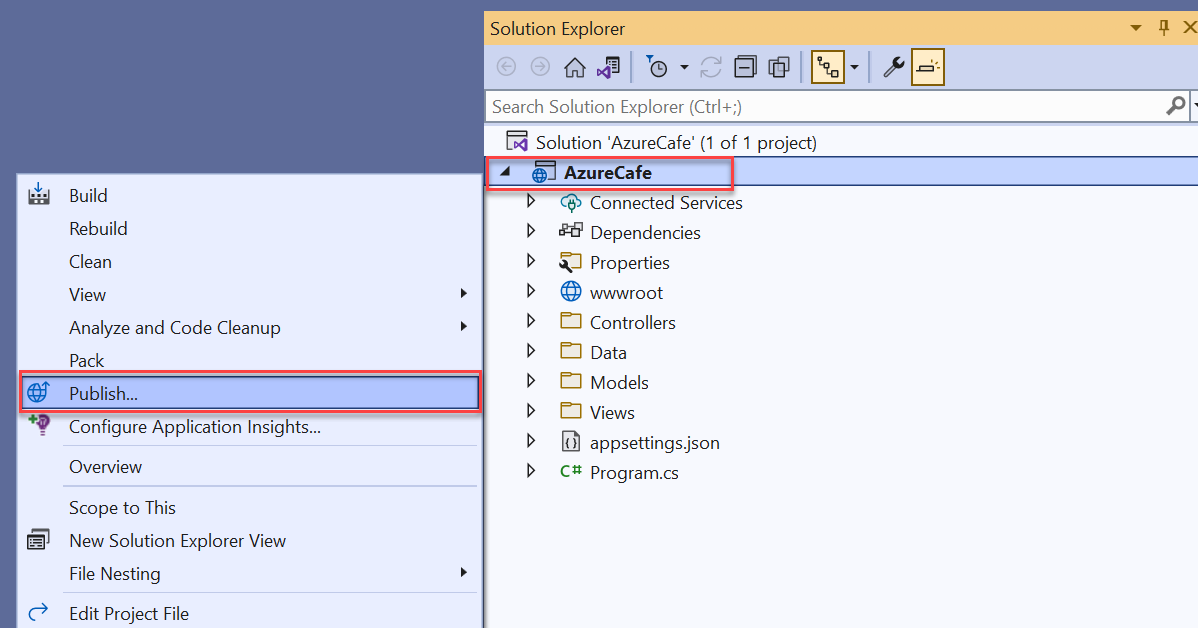 Solution Explorer
Search Solution Explorer (Ctrl+;)
Solution 'AzureCafe' (1 of 1 project)
AzureCafe
Connected Services
Dependencies
Properties
wwwroot
Controllers
Data
Models
Views
appsettings.json
C# Program.cs
Build
Rebuild
Clean
View
Analyze and Code Cleanup
Pack
Publish...
Configure Application Insights...
Overview
Scope to This
New Solution Explorer View
File Nesting
Edit Project File